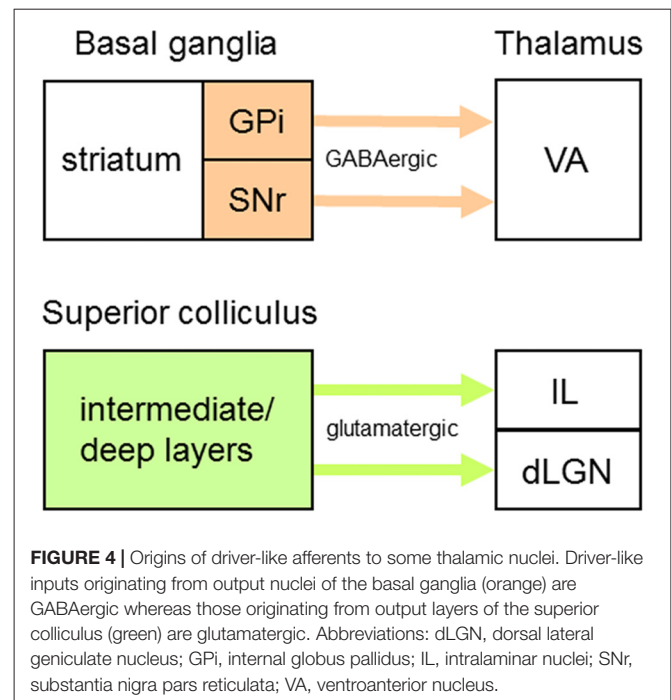 Basal ganglia
Thalamus
striatum
GPi
SNr
GABAergic
VA
Superior colliculus
intermediate/
deep layers
glutamatergic
IL
dLGN
FIGURE 4 | Origins of driver-like afferents to some thalamic nuclei. Driver-like
inputs originating from output nuclei of the basal ganglia (orange) are
GABAergic whereas those originating from output layers of the superior
colliculus (green) are glutamatergic. Abbreviations: dLGN, dorsal lateral
geniculate nucleus; GPi, internal globus pallidus; IL, intralaminar nuclei; SNr,
substantia nigra pars reticulata; VA, ventroanterior nucleus.